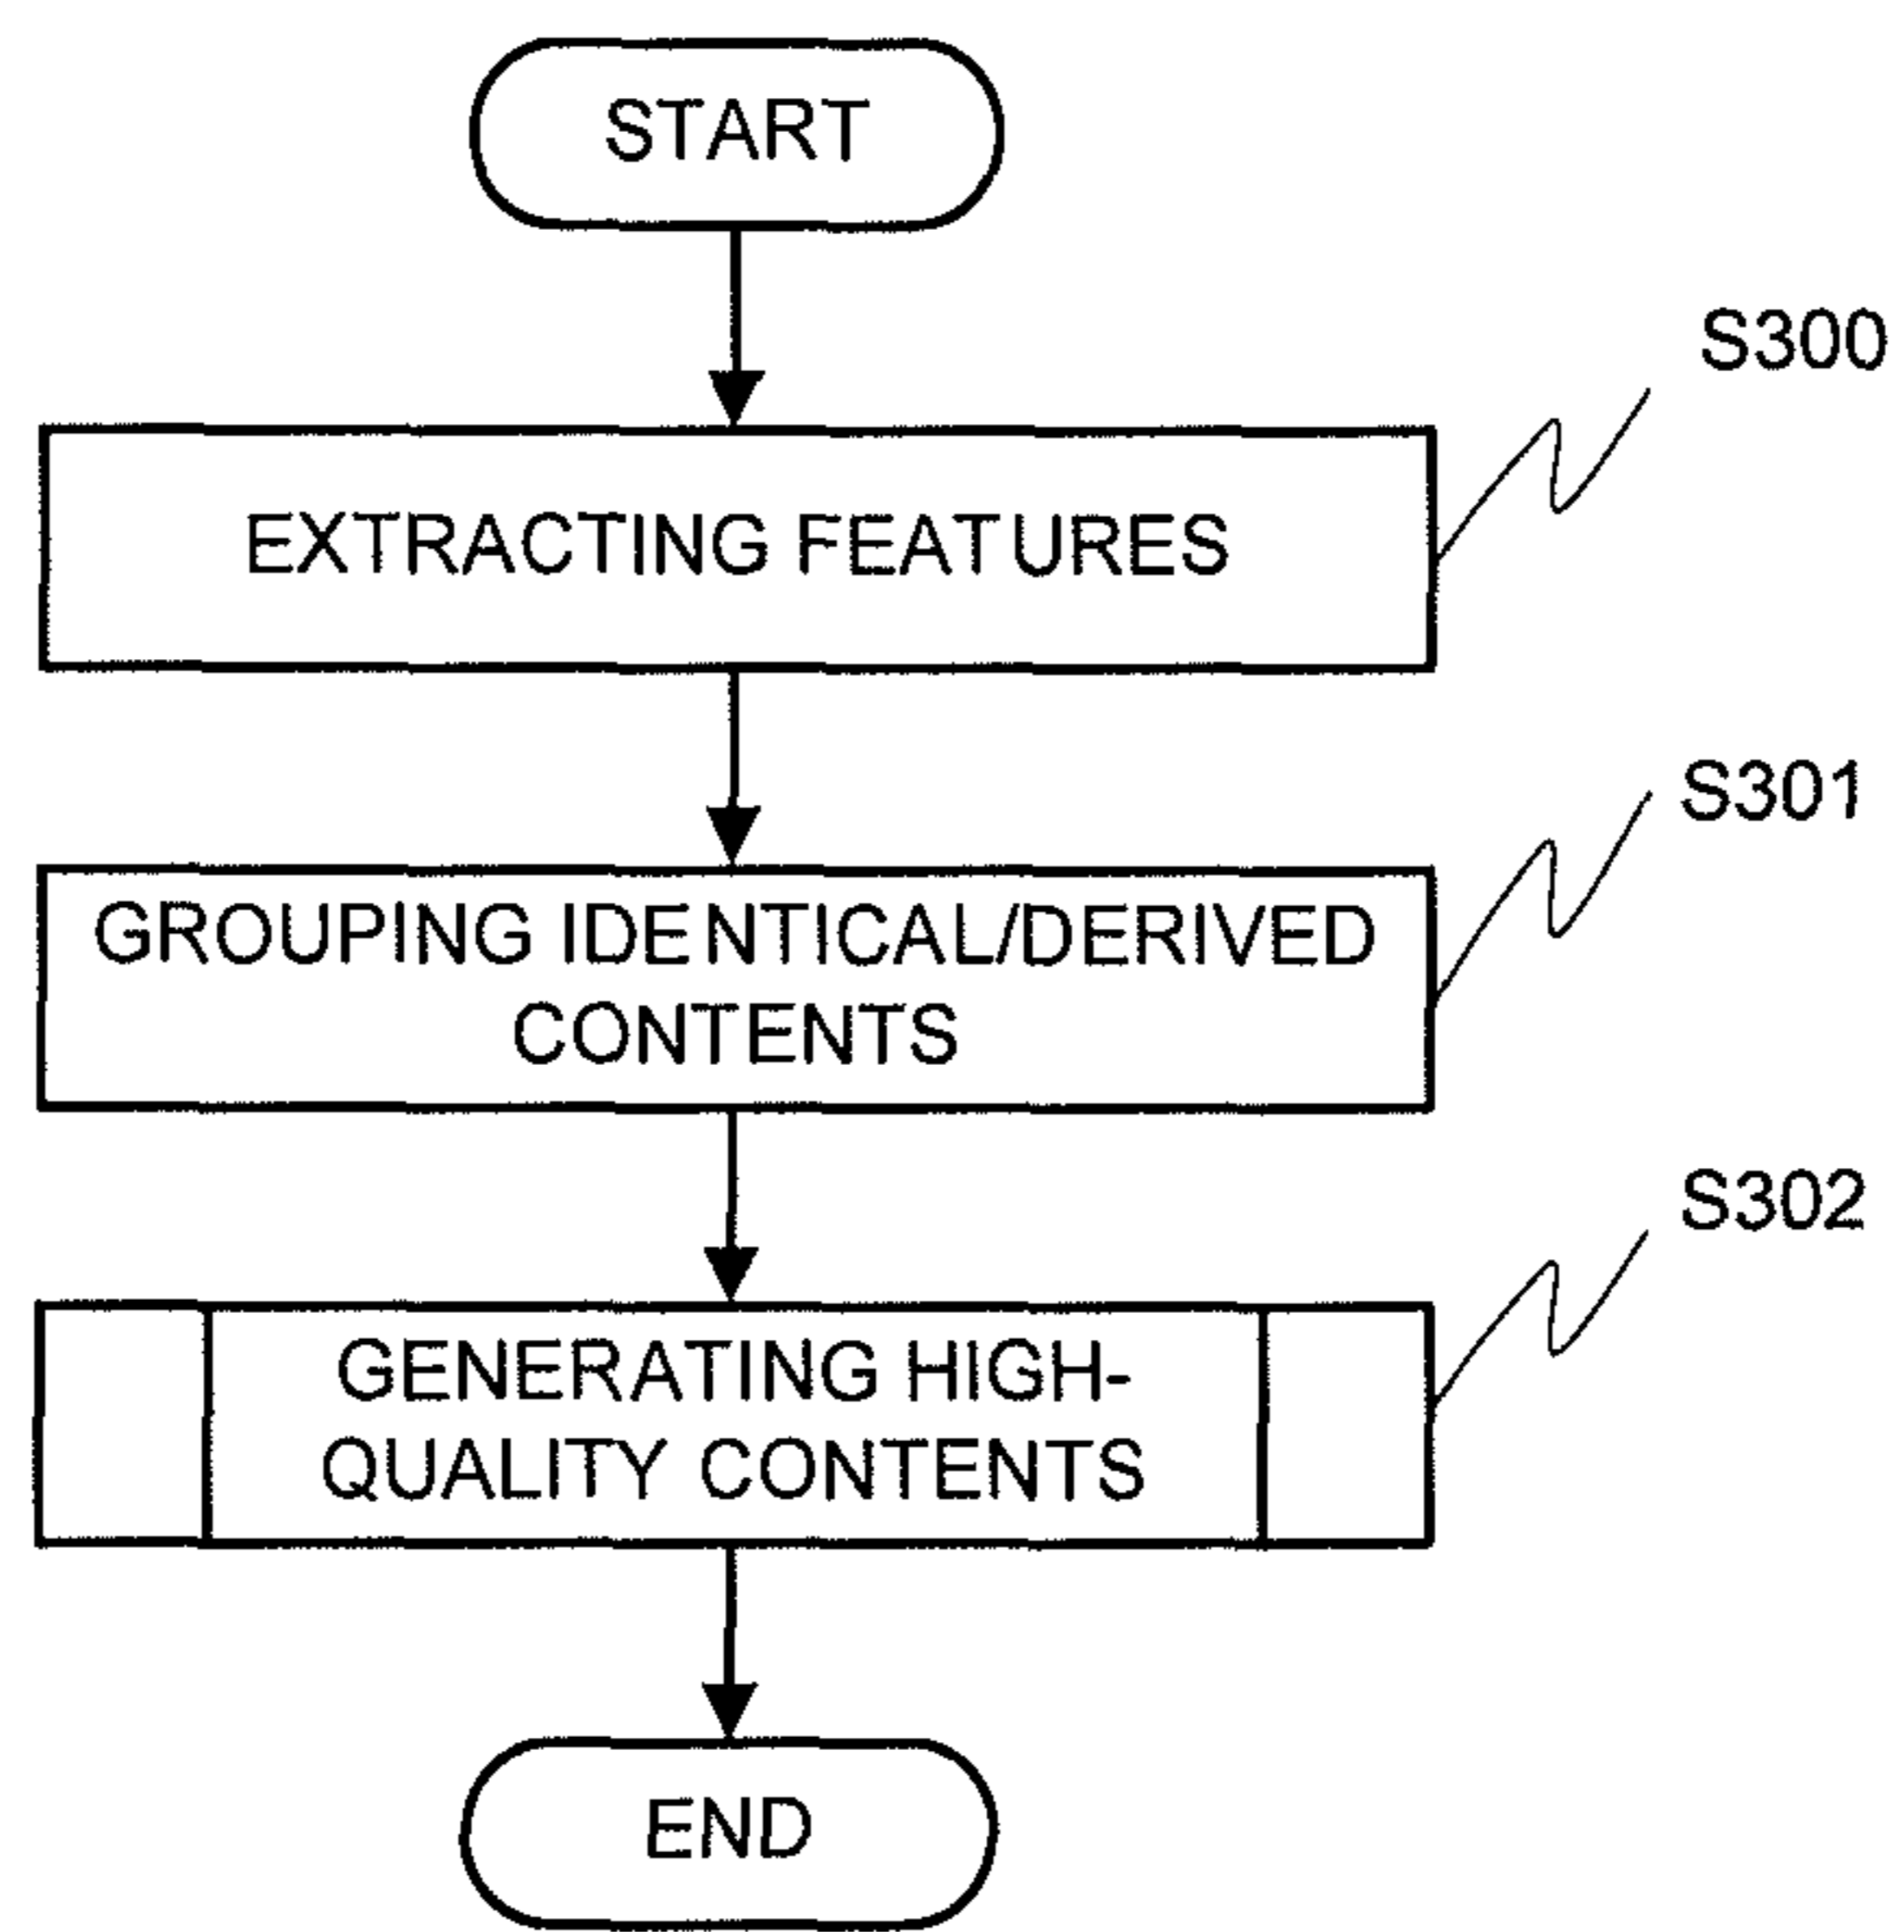 START
S300
EXTRACTING FEATURES
S301
GROUPING IDENTICAL/DERIVED
CONTENTS
S302
GENERATING HIGH-
QUALITY CONTENTS
END